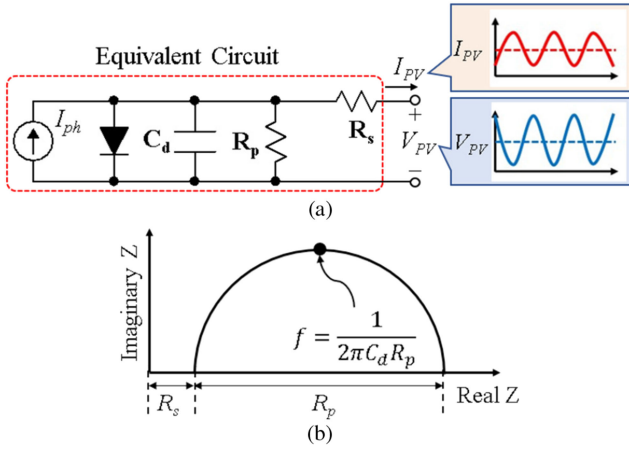 Equivalent Circuit
I_ph
C_d
R_p
R_s
I_PV
+
V_PV
−
I_PV
V_PV
(a)
Imaginary Z
f = 1 / 2πC_dR_p
Real Z
R_s
R_p
(b)